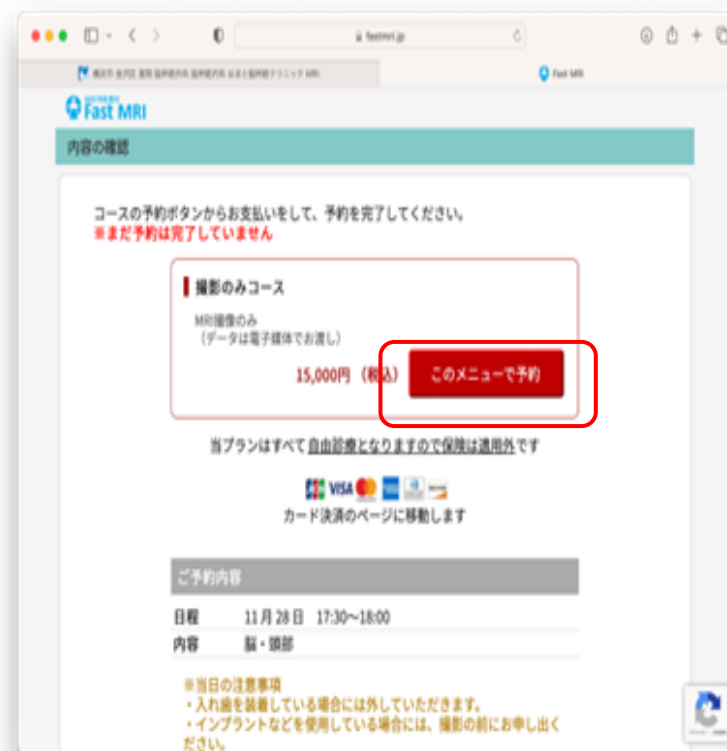 fastmri.jp
Fast MRI
Fast MRI
内容の確認
コースの予約ボタンからお支払いをして、予約を完了してください。
※まだ予約は完了していません
撮影のみコース
MRI撮像のみ
（データは電子媒体でお渡し）
15,000円 （税込） このメニューで予約
当プランはすべて自由診療となりますので保険は適用外です
JCB VISA
カード決済のページに移動します
ご予約内容
日程 11月28日 17:30〜18:00
内容 脳・頭部
※当日の注意事項
・入れ歯を装着している場合には外していただきます。
・インプラントなどを使用している場合には、撮影の前にお申し出く
ださい。